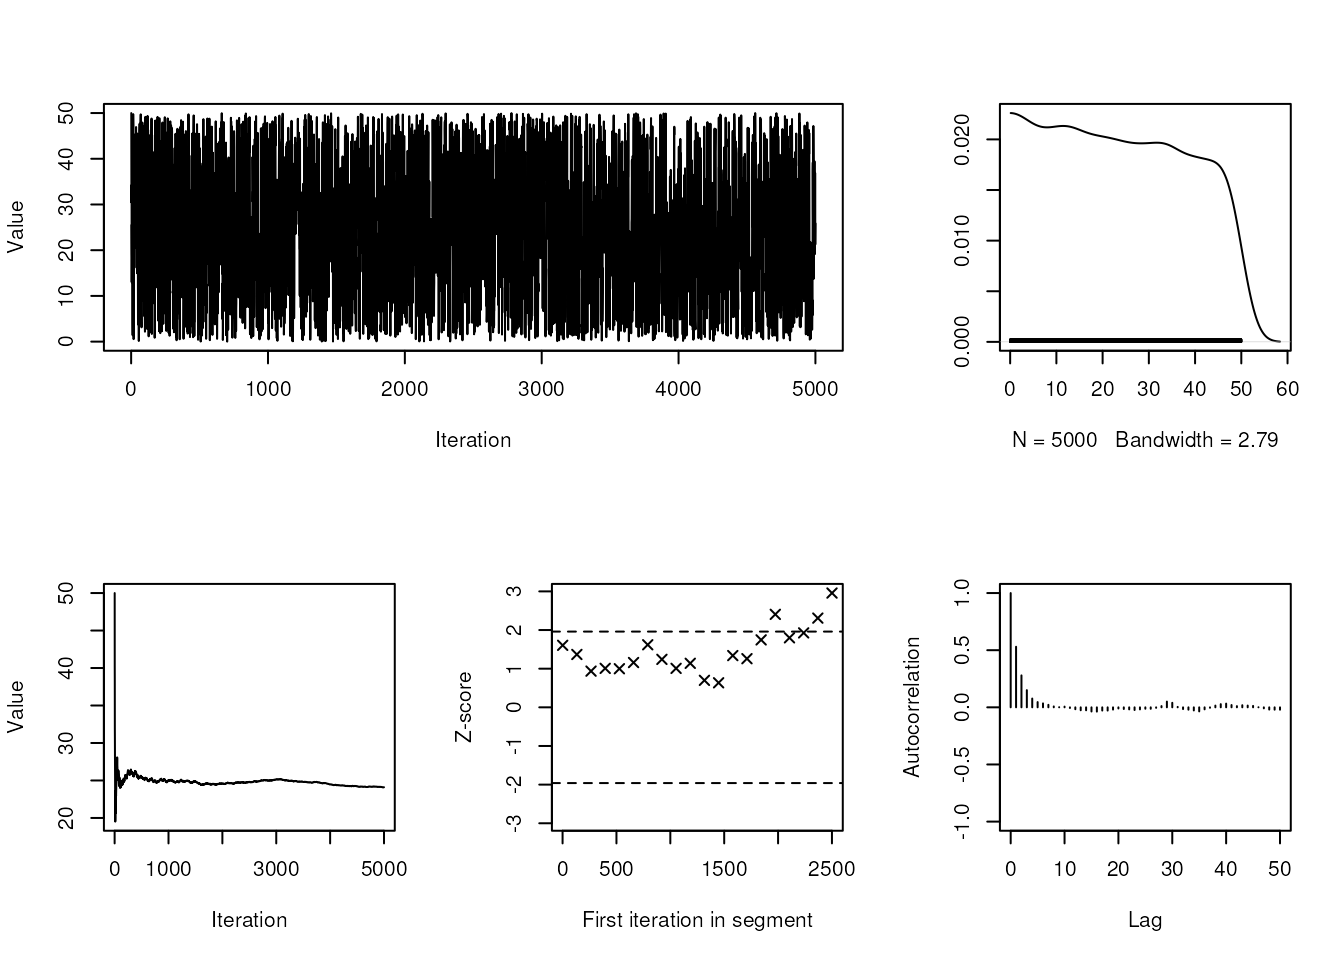 Value
50
40
30
20
10
0
0 1000 2000 3000 4000 5000
Iteration
0.020
0.010
0.000
0 10 20 30 40 50 60
N = 5000 Bandwidth = 2.79
Value
50
40
30
20
0 1000 3000 5000
Iteration
Z-score
3
2
1
0
-1
-2
-3
0 500 1500 2500
First iteration in segment
Autocorrelation
1.0
0.5
0.0
-0.5
-1.0
0 10 20 30 40 50
Lag